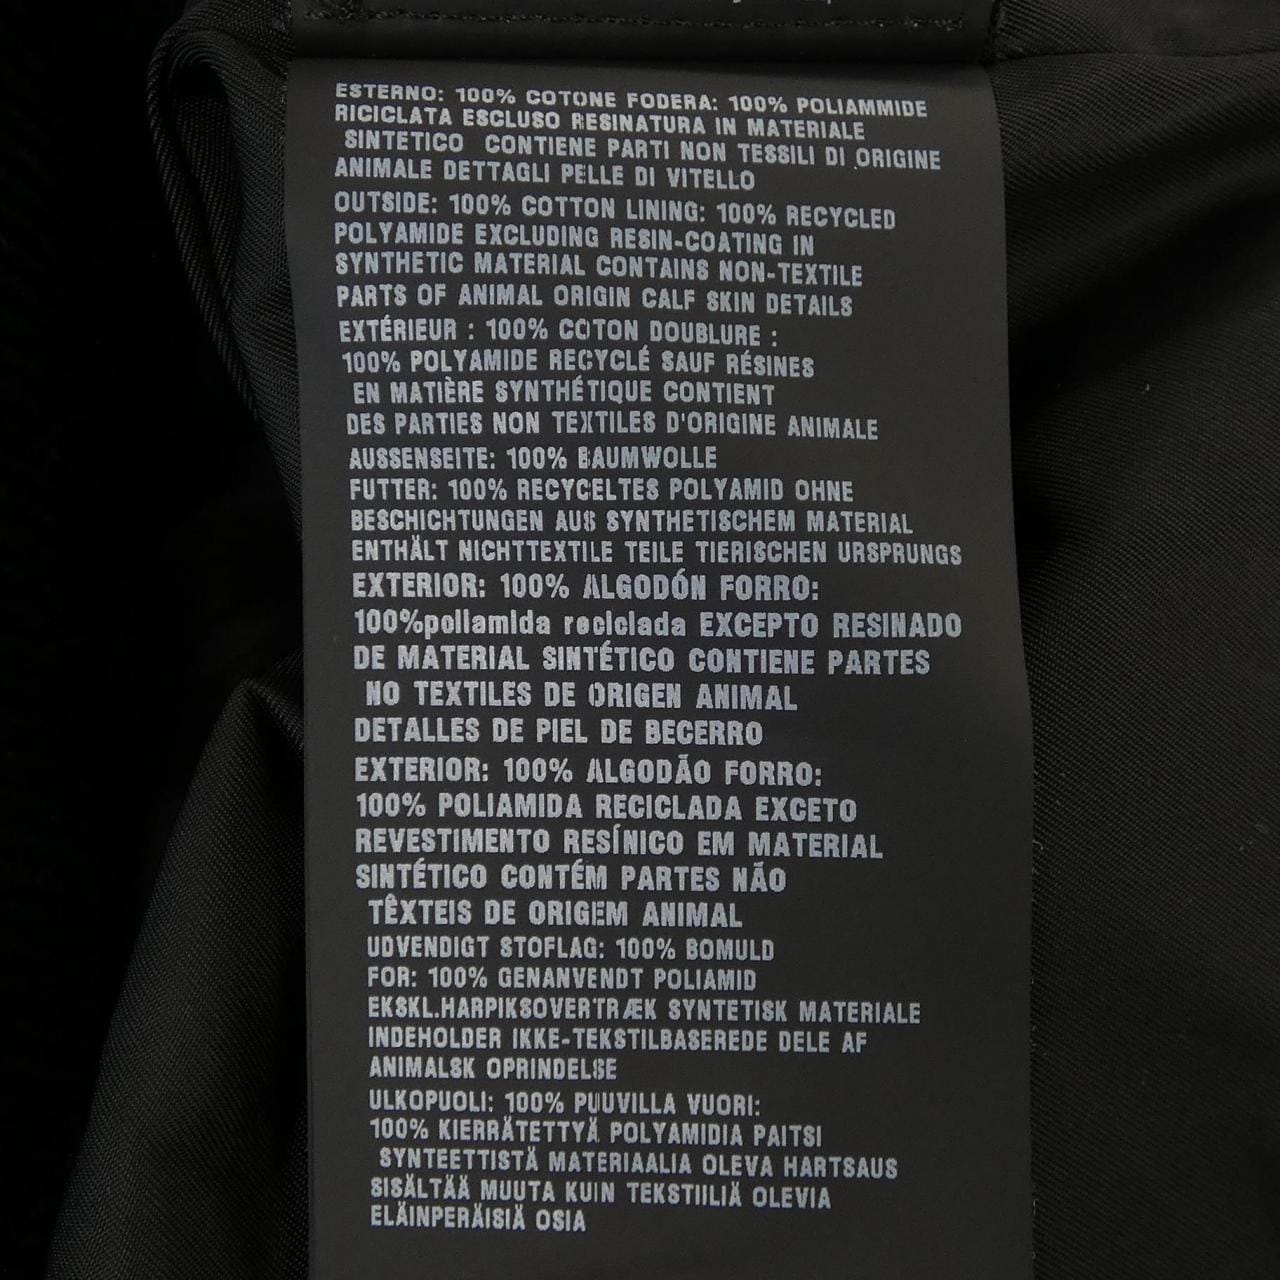 ESTERNO: 100% COTONE FODERA: 100% POLIAMMIDE
RICICLATA ESCLUSO RESINATURA IN MATERIALE
SINTETICO CONTIENE PARTI NON TESSILI DI ORIGINE
ANIMALE DETTAGLI PELLE DI VITELLO
OUTSIDE: 100% COTTON LINING: 100% RECYCLED
POLYAMIDE EXCLUDING RESIN-COATING IN
SYNTHETIC MATERIAL CONTAINS NON-TEXTILE
PARTS OF ANIMAL ORIGIN CALF SKIN DETAILS
EXTÉRIEUR : 100% COTON DOUBLURE :
100% POLYAMIDE RECYCLÉ SAUF RÉSINES
EN MATIÈRE SYNTHÉTIQUE CONTIENT
DES PARTIES NON TEXTILES D'ORIGINE ANIMALE
AUSSENSEITE: 100% BAUMWOLLE
FUTTER: 100% RECYCELTES POLYAMID OHNE
BESCHICHTUNGEN AUS SYNTHETISCHEM MATERIAL
ENTHÄLT NICHTTEXTILE TEILE TIERISCHEN URSPRUNGS
EXTERIOR: 100% ALGODÓN FORRO:
100%poliamida reciclada EXCEPTO RESINADO
DE MATERIAL SINTÉTICO CONTIENE PARTES
NO TEXTILES DE ORIGEN ANIMAL
DETALLES DE PIEL DE BECERRO
EXTERIOR: 100% ALGODÃO FORRO:
100% POLIAMIDA RECICLADA EXCETO
REVESTIMENTO RESÍNICO EM MATERIAL
SINTÉTICO CONTÉM PARTES NÃO
TÊXTEIS DE ORIGEM ANIMAL
UDVENDIGT STOFLAG: 100% BOMULD
FOR: 100% GENANVENDT POLIAMID
EKSKL.HARPIKSOVERTRÆK SYNTETISK MATERIALE
INDEHOLDER IKKE-TEKSTILBASEREDE DELE AF
ANIMALSK OPRINDELSE
ULKOPUOLI: 100% PUUVILLA VUORI:
100% KIERRÄTETTYÄ POLYAMIDIA PAITSI
SYNTEETTISTÄ MATERIAALIA OLEVA HARTSAUS
SISÄLTÄÄ MUUTA KUIN TEKSTIILIÄ OLEVIA
ELÄINPERÄISIÄ OSIA